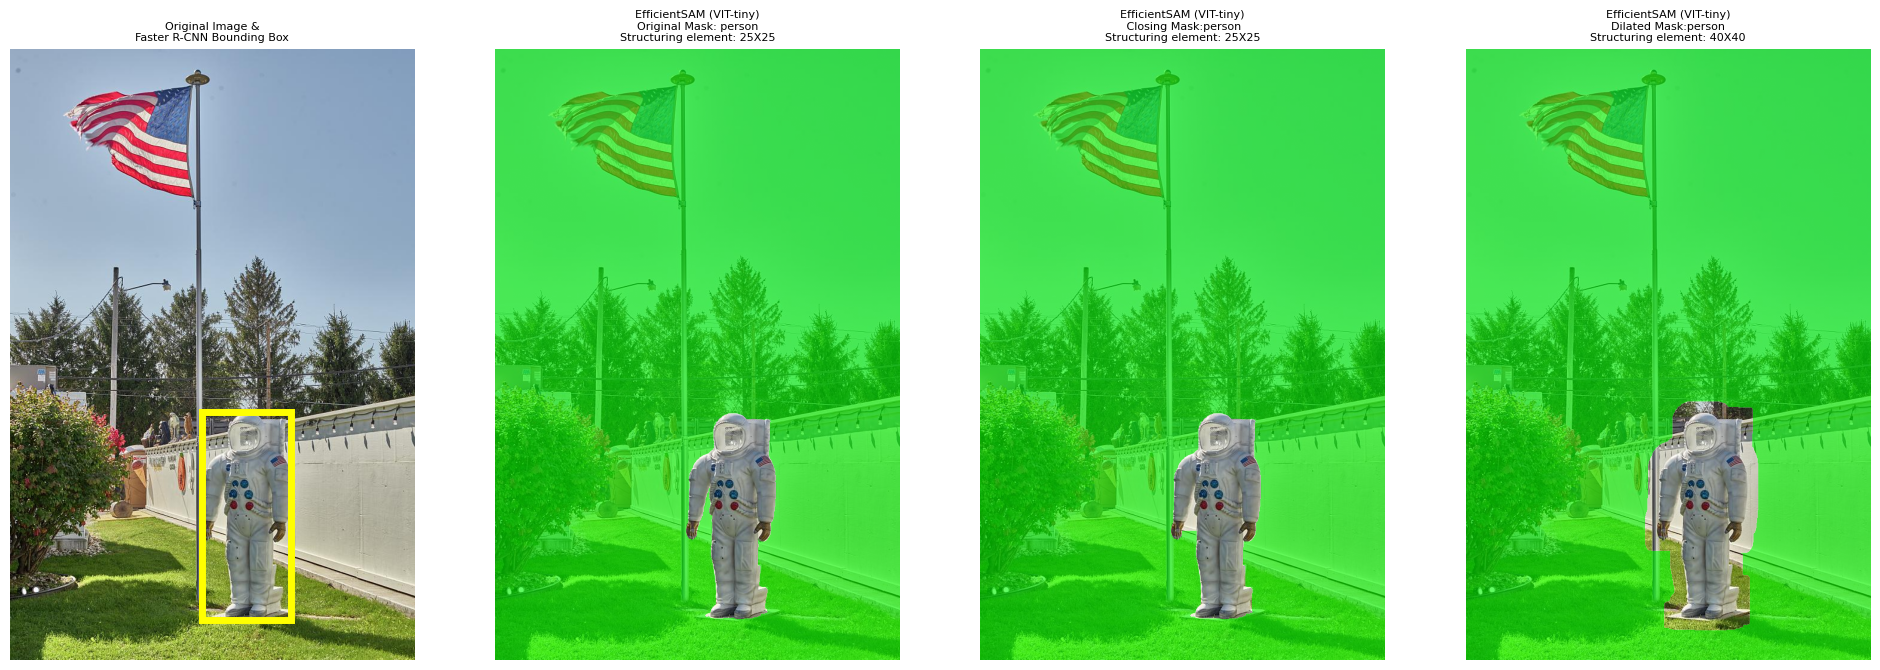 Original Image &
Faster R-CNN Bounding Box
EfficientSAM (VIT-tiny)
Original Mask: person
Structuring element: 25X25
EfficientSAM (VIT-tiny)
Closing Mask:person
Structuring element: 25X25
EfficientSAM (VIT-tiny)
Dilated Mask:person
Structuring element: 40X40